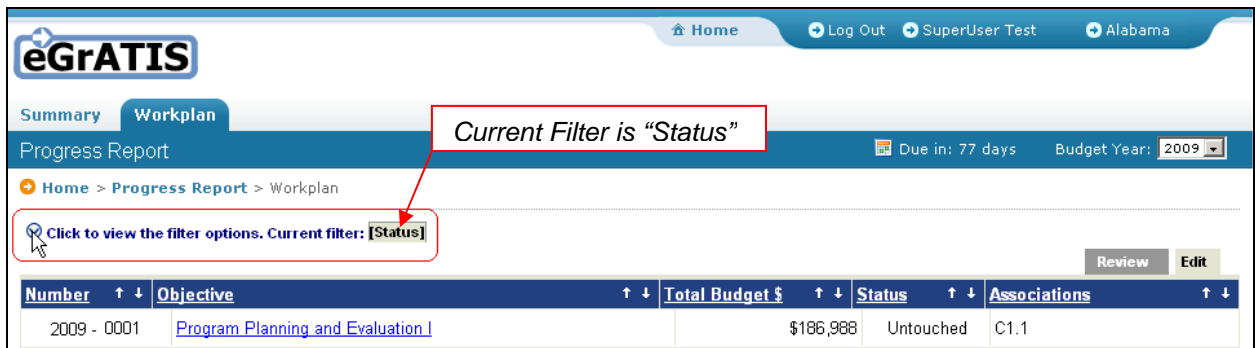 Home Log Out SuperUser Test Alabama
eGrATIS
Summary Workplan
Current Filter is “Status”
Progress Report Due in: 77 days Budget Year: 2009
Home > Progress Report > Workplan
Click to view the filter options. Current filter: [Status]
Review Edit
Number ↑ ↓ Objective ↑ ↓ Total Budget $ ↑ ↓ Status ↑ ↓ Associations ↑ ↓
2009 - 0001 Program Planning and Evaluation I $186,988 Untouched C1.1